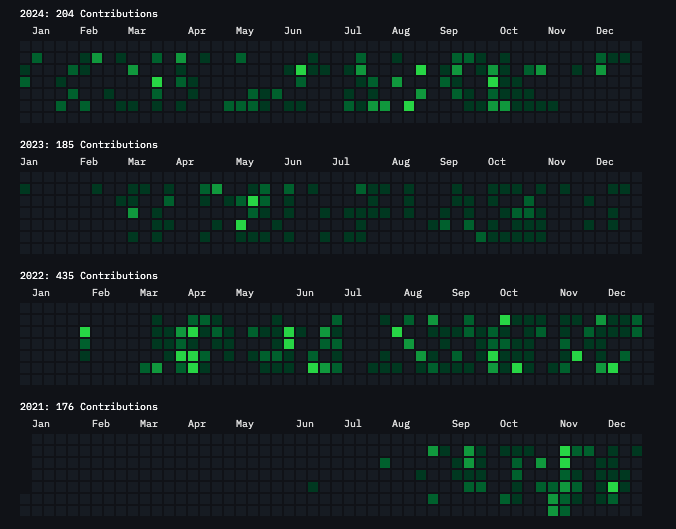 2024: 204 Contributions
Jan Feb Mar Apr May Jun Jul Aug Sep Oct Nov Dec
2023: 185 Contributions
Jan Feb Mar Apr May Jun Jul Aug Sep Oct Nov Dec
2022: 435 Contributions
Jan Feb Mar Apr May Jun Jul Aug Sep Oct Nov Dec
2021: 176 Contributions
Jan Feb Mar Apr May Jun Jul Aug Sep Oct Nov Dec